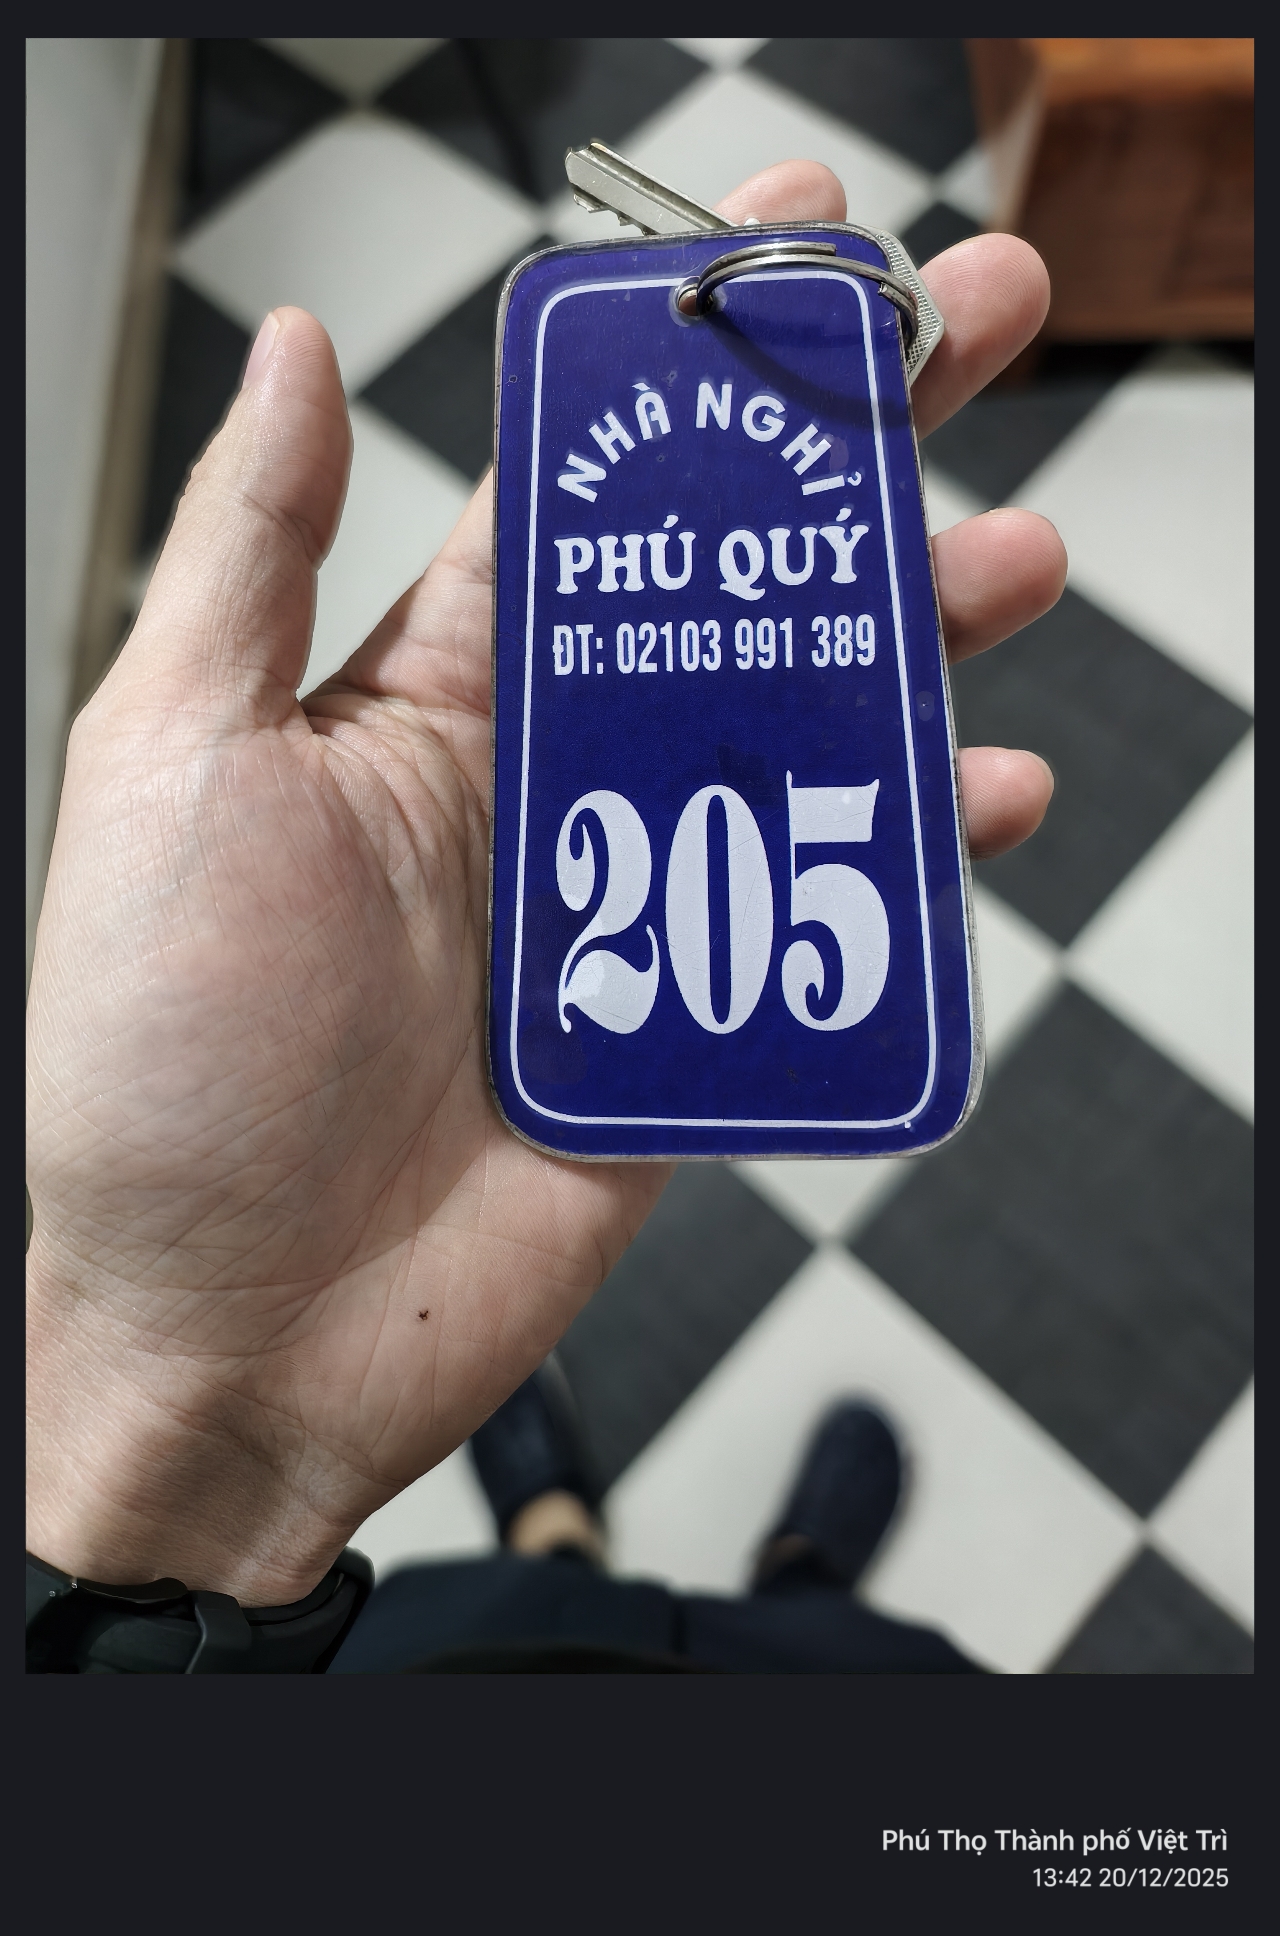 NHÀ NGHỈ
PHÚ QUÝ
ĐT: 02103 991 389
205
Phú Thọ Thành phố Việt Trì
13:42 20/12/2025